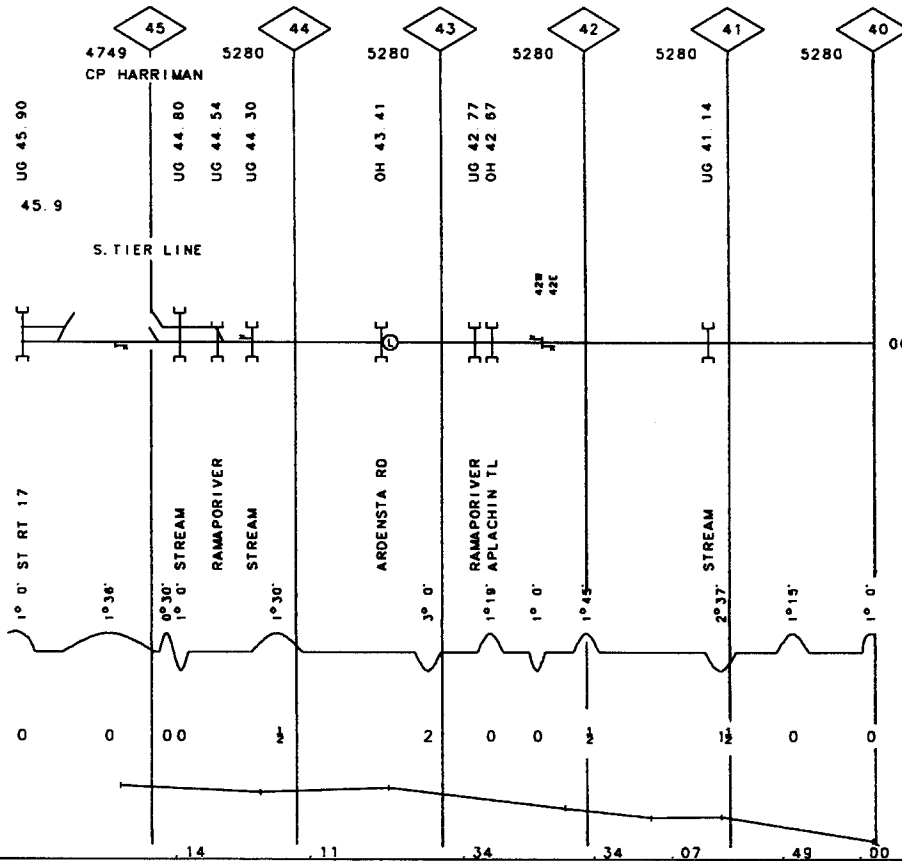 45 44 43 42 41 40
4749 5280 5280 5280 5280 5280
CP HARRIMAN
UG 45.90
UG 44.80
UG 44.54
UG 44.30
OH 43.41
UG 42.77
OH 42.67
UG 41.14
45.9
S. TIER LINE
42W
42E
L
ST RT 17
STREAM
RAMAPORIVER
STREAM
ARDENSTA RD
RAMAPORIVER
APLACHIN TL
STREAM
1° 0' 1°36' 0°30' 1° 0' 1°30' 3° 0' 1°19' 1° 0' 1°45' 2°37' 1°15' 1° 0'
0 0 0 0 ½ 2 0 0 ½ 1½ 0 0
.14 .11 .34 .34 .07 .49 .00